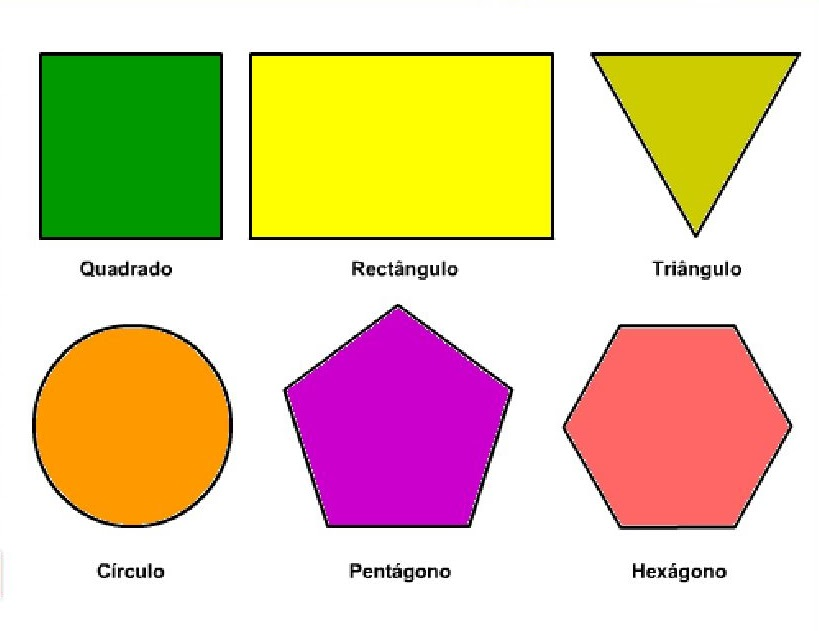 Quadrado
Rectângulo
Triângulo
Círculo
Pentágono
Hexágono